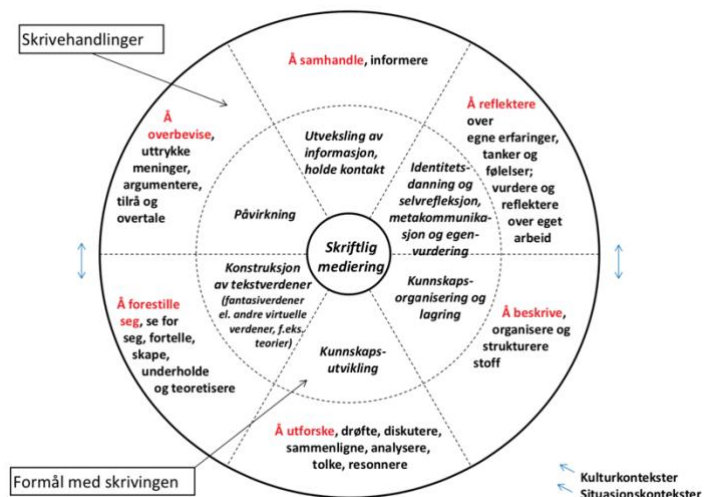 Skrivehandlinger
Å samhandle, informere
Å reflektere
over
egne erfaringer,
tanker og
følelser;
vurdere og
reflektere
over eget
arbeid
Å
overbevise,
uttrykke
meninger,
argumentere,
tilrå og
overtale
Utveksling av
informasjon,
holde kontakt
Identitets-
danning og
selvrefleksjon,
metakommunika-
sjon og egen-
vurdering
Påvirkning
Skriftlig
mediering
Konstruksjon
av tekstverdener
(fantasiverdener
el. andre virtuelle
verdener, f.eks.
teorier)
Kunnskaps-
organisering og
lagring
Å forestille
seg, se for
seg, fortelle,
skape,
underholde
og teoretisere
Å beskrive,
organisere og
strukturere
stoff
Kunnskaps-
utvikling
Å utforske, drøfte, diskutere,
sammenligne, analysere,
tolke, resonnere
Formål med skrivingen
Kulturkontekster
Situasjonskontekster